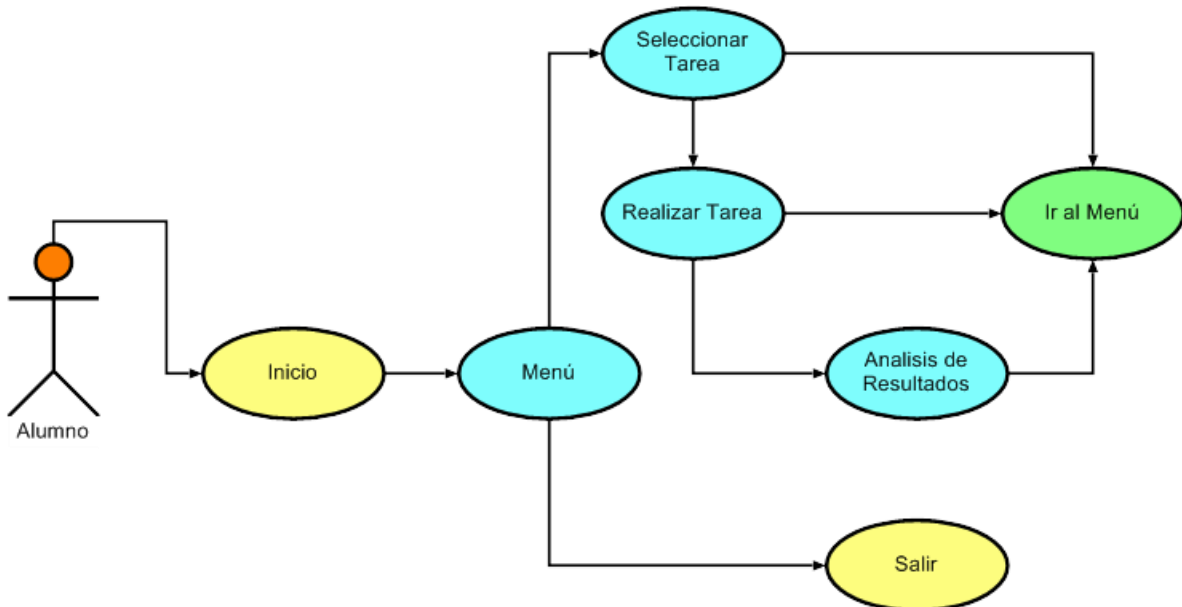 Seleccionar
Tarea
Realizar Tarea
Ir al Menú
Inicio
Menú
Analisis de
Resultados
Alumno
Salir